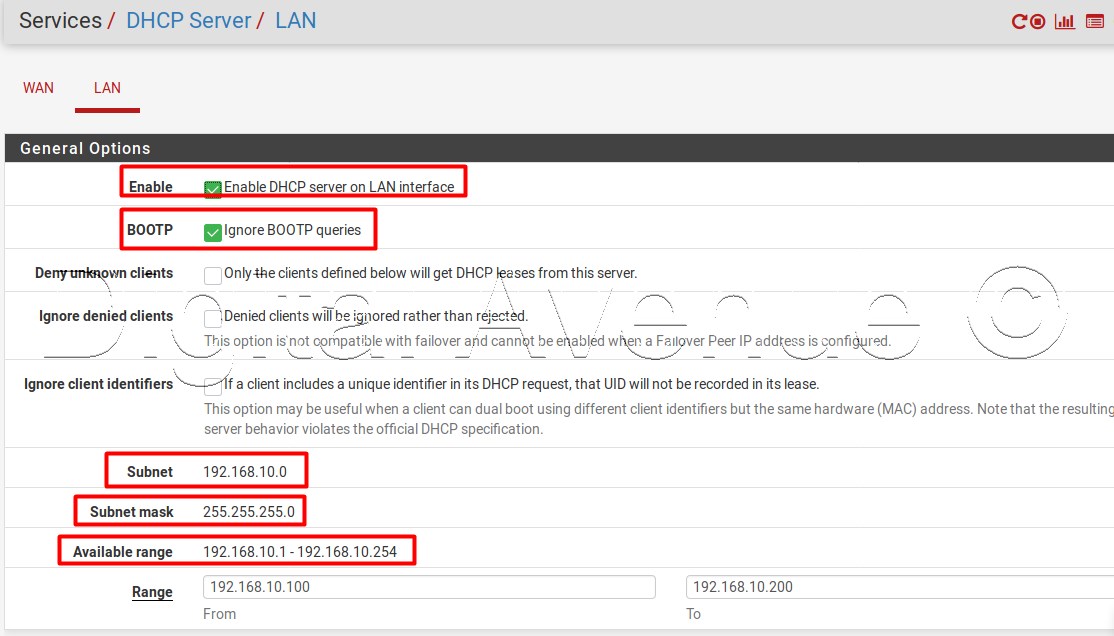 Services / DHCP Server / LAN
WAN LAN
General Options
Enable Enable DHCP server on LAN interface
BOOTP Ignore BOOTP queries
Deny unknown clients Only the clients defined below will get DHCP leases from this server.
Ignore denied clients Denied clients will be ignored rather than rejected.
This option is not compatible with failover and cannot be enabled when a Failover Peer IP address is configured.
Ignore client identifiers If a client includes a unique identifier in its DHCP request, that UID will not be recorded in its lease.
This option may be useful when a client can dual boot using different client identifiers but the same hardware (MAC) address. Note that the resulting
server behavior violates the official DHCP specification.
Subnet 192.168.10.0
Subnet mask 255.255.255.0
Available range 192.168.10.1 - 192.168.10.254
Range 192.168.10.100 192.168.10.200
From To
Digital Avenue ©